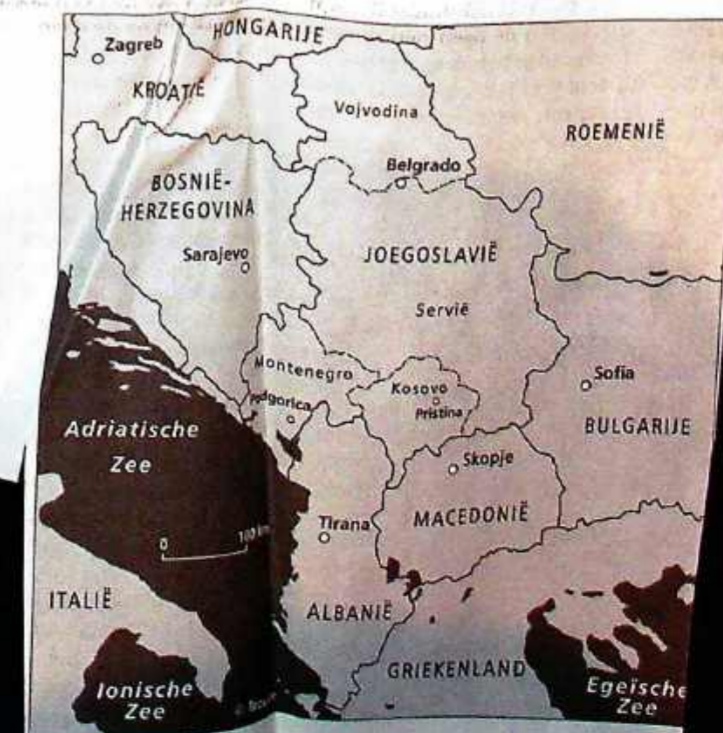 HONGARIJE
Zagreb
KROATIË
Vojvodina
ROEMENIË
Belgrado
BOSNIË-
HERZEGOVINA
Sarajevo
JOEGOSLAVIË
Servië
Montenegro
Kosovo
Sofia
Podgorica
Pristina
BULGARIJE
Adriatische
Zee
Skopje
MACEDONIË
Tirana
0 100 km
ITALIË
ALBANIË
GRIEKENLAND
Ionische
Zee
Egeïsche
Zee